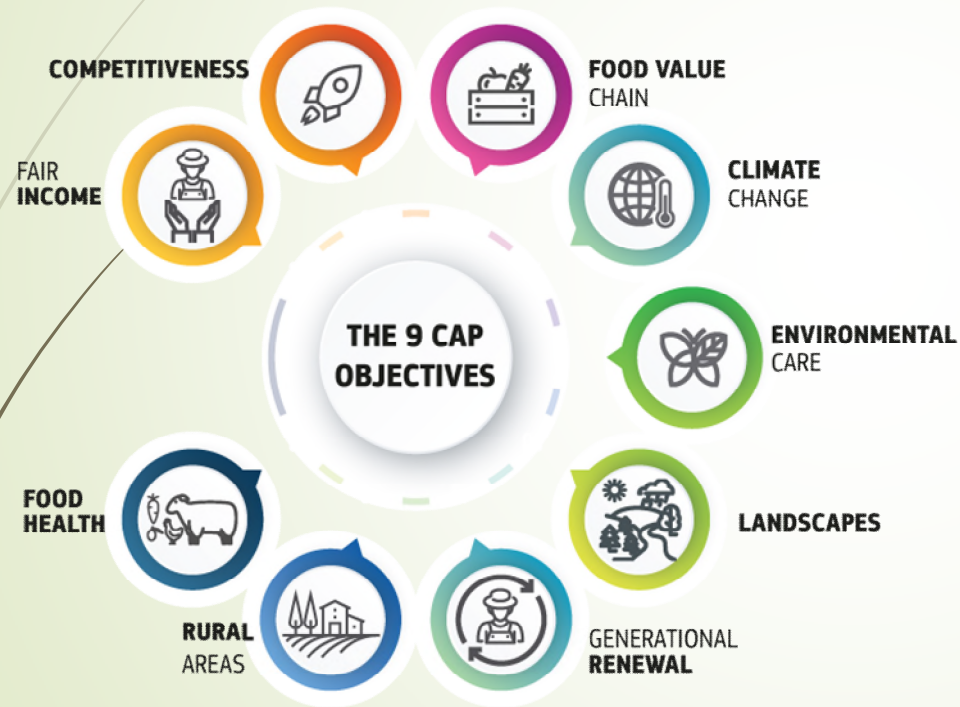 COMPETITIVENESS
FOOD VALUE
CHAIN
FAIR
INCOME
CLIMATE
CHANGE
THE 9 CAP
OBJECTIVES
ENVIRONMENTAL
CARE
FOOD
HEALTH
LANDSCAPES
RURAL
AREAS
GENERATIONAL
RENEWAL